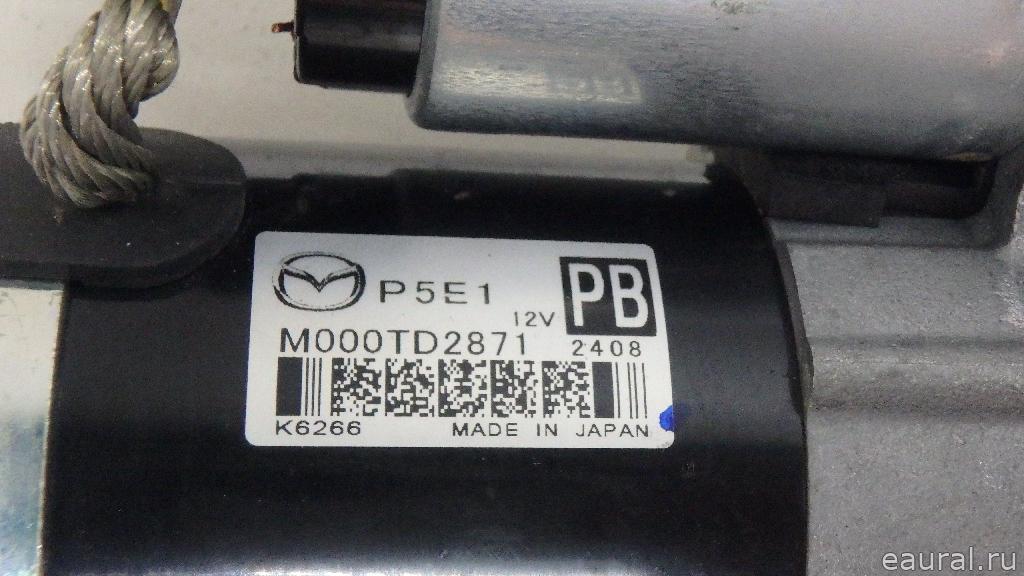 P5E1
12V
PB
M000TD2871
2408
K6266
MADE IN JAPAN
eaural.ru